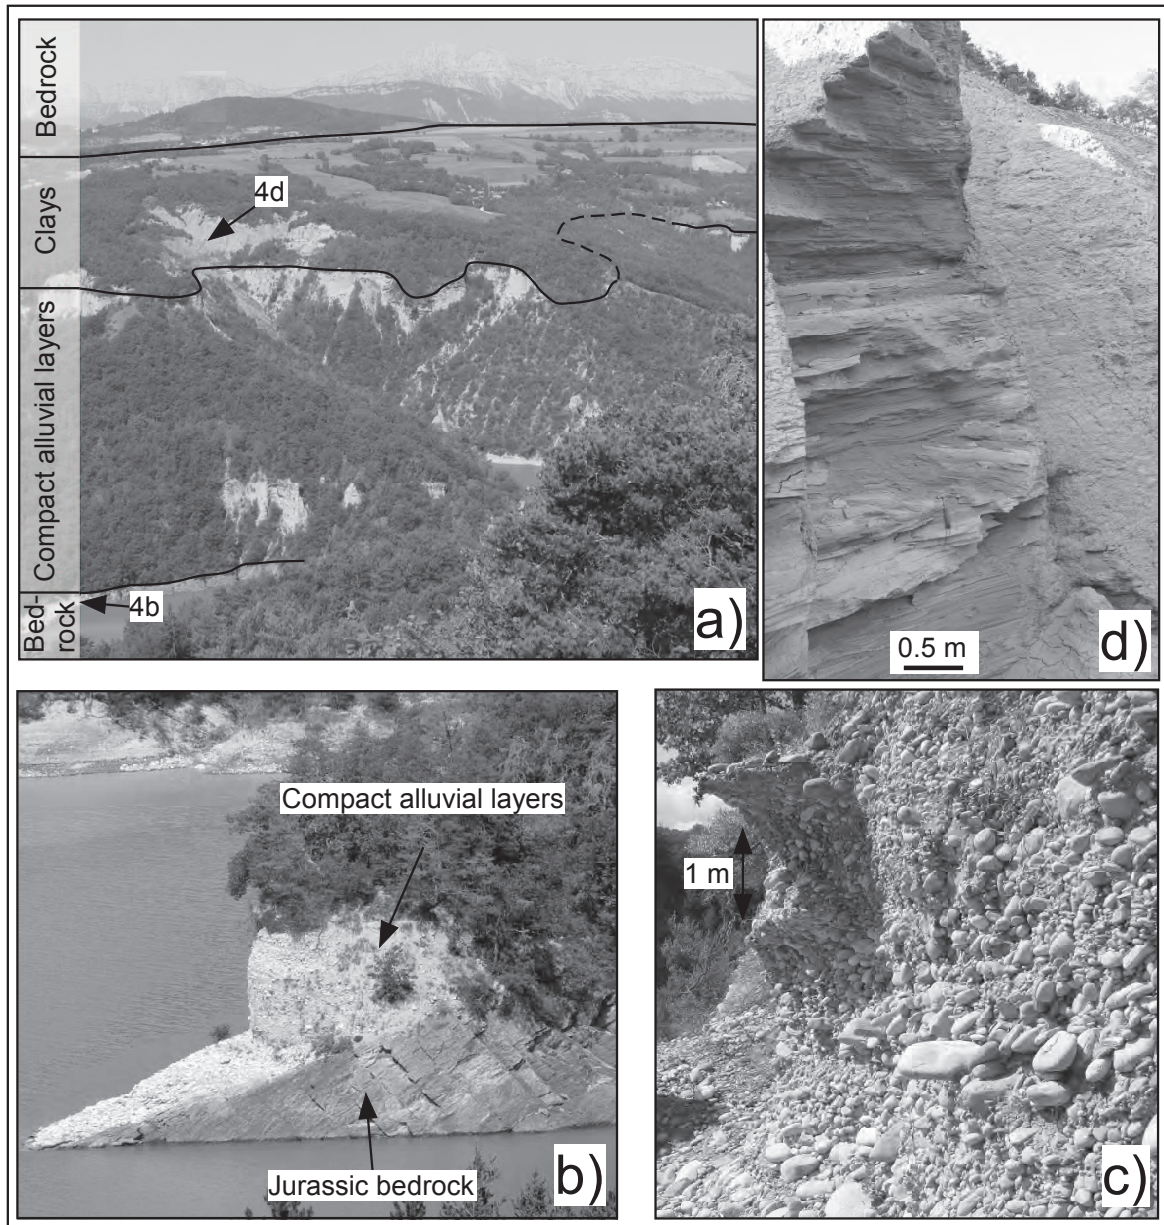 Bedrock
Clays
Compact alluvial layers
Bed-
rock
4d
4b
a)
0.5 m
d)
Compact alluvial layers
Jurassic bedrock
b)
1 m
c)